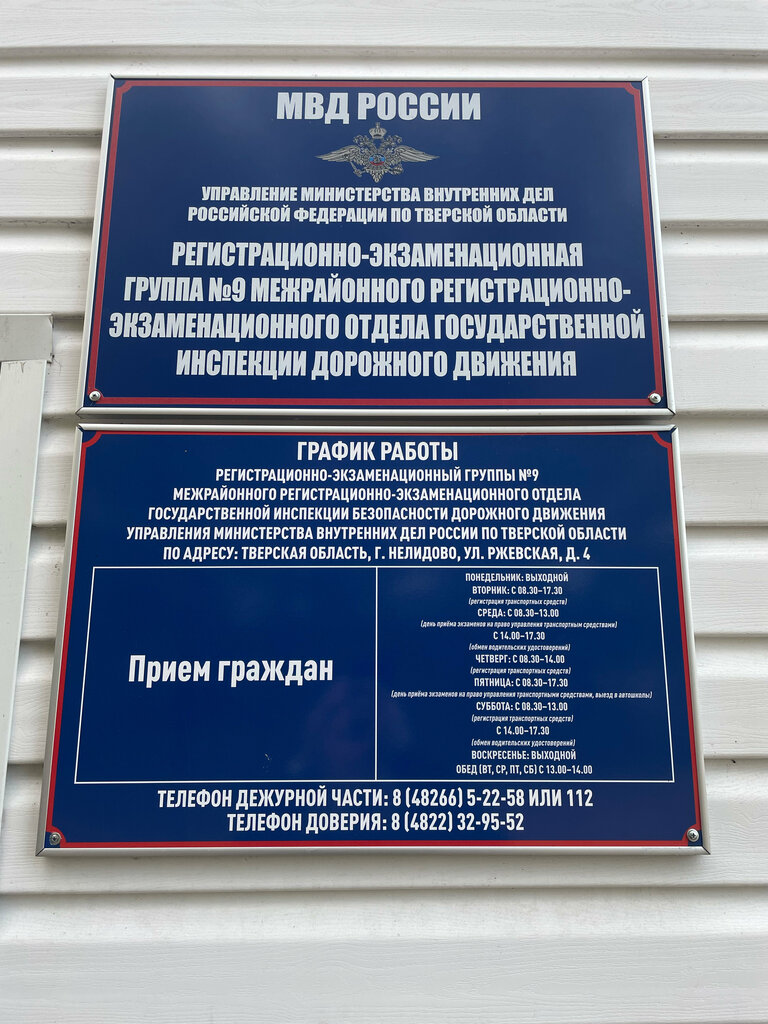 МВД РОССИИ
УПРАВЛЕНИЕ МИНИСТЕРСТВА ВНУТРЕННИХ ДЕЛ
РОССИЙСКОЙ ФЕДЕРАЦИИ ПО ТВЕРСКОЙ ОБЛАСТИ
РЕГИСТРАЦИОННО-ЭКЗАМЕНАЦИОННАЯ
ГРУППА №9 МЕЖРАЙОННОГО РЕГИСТРАЦИОННО-
ЭКЗАМЕНАЦИОННОГО ОТДЕЛА ГОСУДАРСТВЕННОЙ
ИНСПЕКЦИИ ДОРОЖНОГО ДВИЖЕНИЯ
ГРАФИК РАБОТЫ
РЕГИСТРАЦИОННО-ЭКЗАМЕНАЦИОННЫЙ ГРУППЫ №9
МЕЖРАЙОННОГО РЕГИСТРАЦИОННО-ЭКЗАМЕНАЦИОННОГО ОТДЕЛА
ГОСУДАРСТВЕННОЙ ИНСПЕКЦИИ БЕЗОПАСНОСТИ ДОРОЖНОГО ДВИЖЕНИЯ
УПРАВЛЕНИЯ МИНИСТЕРСТВА ВНУТРЕННИХ ДЕЛ РОССИИ ПО ТВЕРСКОЙ ОБЛАСТИ
ПО АДРЕСУ: ТВЕРСКАЯ ОБЛАСТЬ, Г. НЕЛИДОВО, УЛ. РЖЕВСКАЯ, Д. 4
Прием граждан
ПОНЕДЕЛЬНИК: ВЫХОДНОЙ
ВТОРНИК: С 08.30-17.30
(регистрация транспортных средств)
СРЕДА: С 08.30-13.00
(день приёма экзаменов на право управления транспортным средствами)
С 14.00-17.30
(обмен водительских удостоверений)
ЧЕТВЕРГ: С 08.30-14.00
(регистрация транспортных средств)
ПЯТНИЦА: С 08.30-17.30
(день приёма экзаменов на право управления транспортными средствами, выезд в автошколы)
СУББОТА: С 08.30-13.00
(регистрация транспортных средств)
С 14.00-17.30
(обмен водительских удостоверений)
ВОСКРЕСЕНЬЕ: ВЫХОДНОЙ
ОБЕД (ВТ, СР, ПТ, СБ) С 13.00-14.00
ТЕЛЕФОН ДЕЖУРНОЙ ЧАСТИ: 8 (48266) 5-22-58 ИЛИ 112
ТЕЛЕФОН ДОВЕРИЯ: 8 (4822) 32-95-52